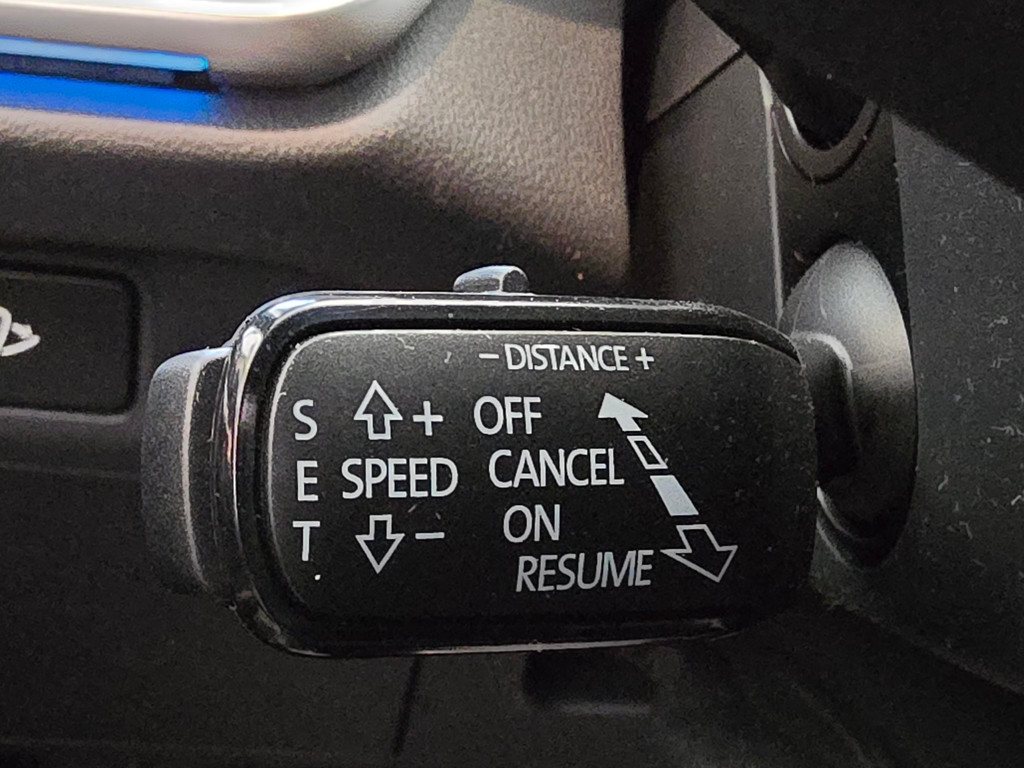 - DISTANCE +
S + OFF
E SPEED CANCEL
T - ON
RESUME